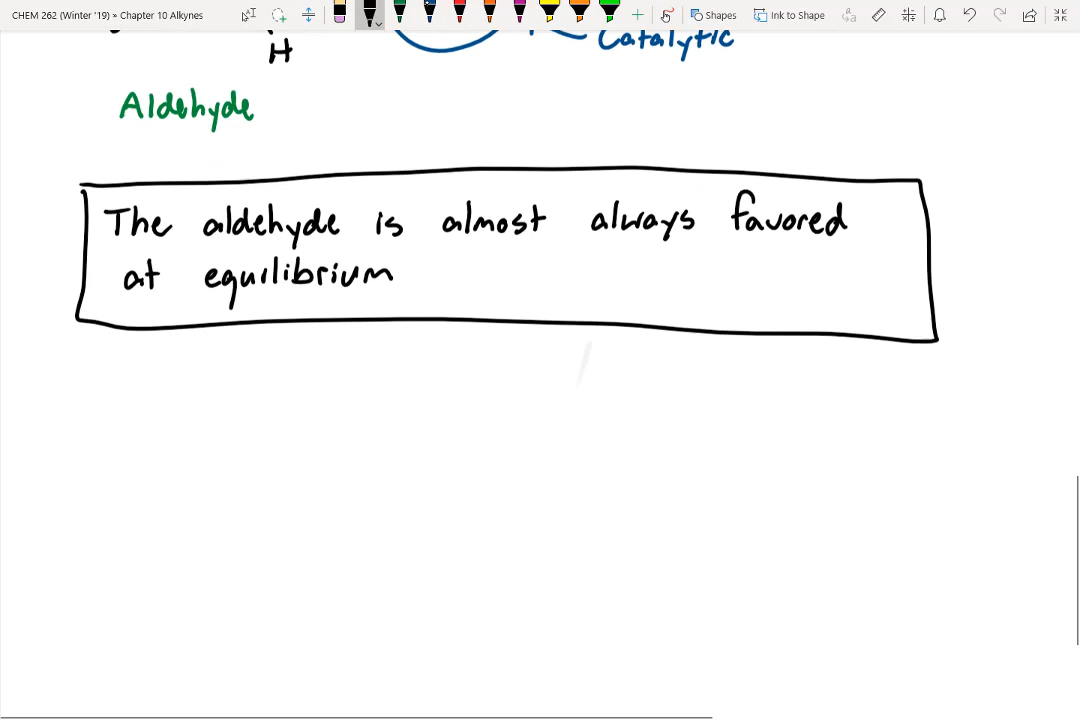 CHEM 262 (Winter '19) » Chapter 10 Alkynes
Shapes
Ink to Shape
H
Catalytic
Aldehyde
The aldehyde is almost always favored
at equilibrium